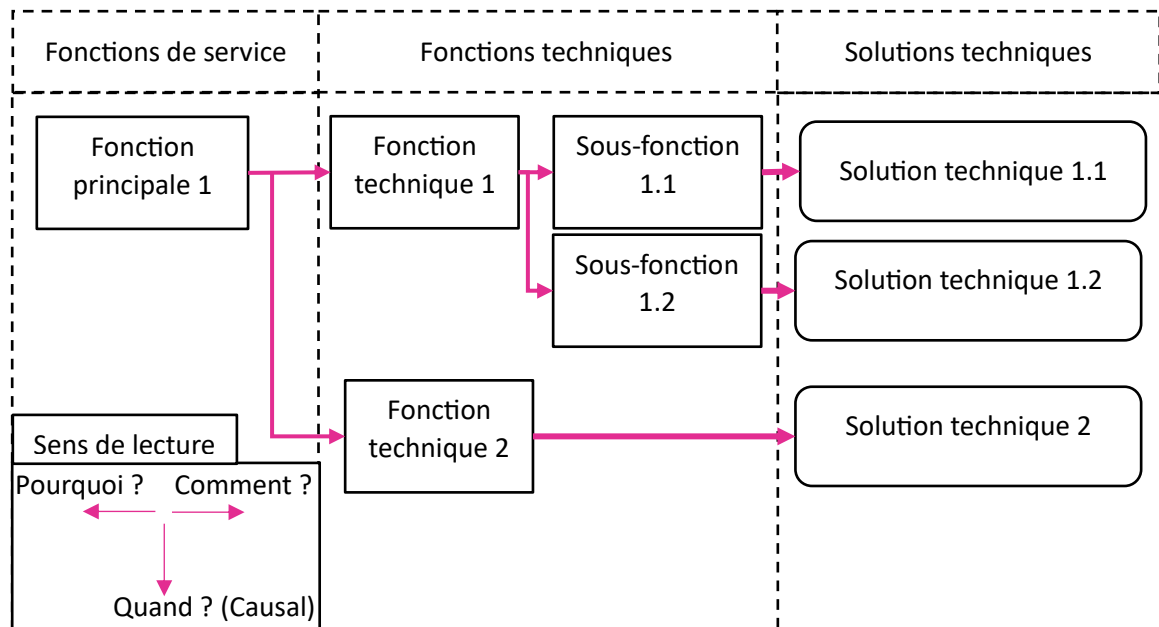 Fonctions de service
Fonctions techniques
Solutions techniques
Fonction
principale 1
Fonction
technique 1
Sous-fonction
1.1
Solution technique 1.1
Sous-fonction
1.2
Solution technique 1.2
Fonction
technique 2
Solution technique 2
Sens de lecture
Pourquoi ?
Comment ?
Quand ? (Causal)